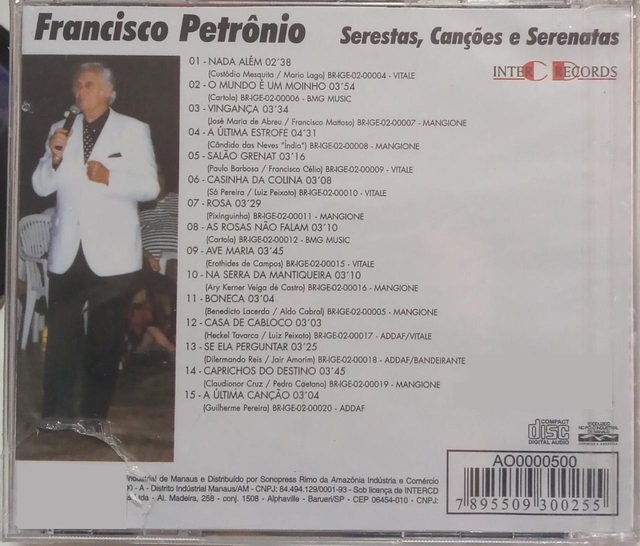 Francisco Petrônio
Serestas, Canções e Serenatas
INTER CD RECORDS
01 - NADA ALÉM 02'38
(Custódio Mesquita / Mario Lago) BR-IGE-02-00004 - VITALE
02 - O MUNDO É UM MOINHO 03'54
(Cartola) BR-IGE-02-00006 - BMG MUSIC
03 - VINGANÇA 03'34
(José Maria de Abreu / Francisco Mattoso) BR-IGE-02-00007 - MANGIONE
04 - A ÚLTIMA ESTROFE 04'31
(Cândido das Neves "Índio") BR-IGE-02-00008 - MANGIONE
05 - SALÃO GRENAT 03'16
(Paulo Barbosa / Francisco Célio) BR-IGE-02-00009 - VITALE
06 - CASINHA DA COLINA 03'08
(Sá Pereira / Luiz Peixoto) BR-IGE-02-00010 - VITALE
07 - ROSA 03'29
(Pixinguinha) BR-IGE-02-00011 - MANGIONE
08 - AS ROSAS NÃO FALAM 03'10
(Cartola) BR-IGE-02-00012 - BMG MUSIC
09 - AVE MARIA 03'45
(Erothides de Campos) BR-IGE-02-00015 - VITALE
10 - NA SERRA DA MANTIQUEIRA 03'10
(Ary Kerner Veiga de Castro) BR-IGE-02-00016 - MANGIONE
11 - BONECA 03'04
(Benedicto Lacerda / Aldo Cabral) BR-IGE-02-00005 - MANGIONE
12 - CASA DE CABLOCO 03'03
(Heckel Tavarca / Luiz Peixoto) BR-IGE-02-00017 - ADDAF/VITALE
13 - SE ELA PERGUNTAR 03'25
(Dilermando Reis / Jair Amorim) BR-IGE-02-00018 - ADDAF/BANDEIRANTE
14 - CAPRICHOS DO DESTINO 03'45
(Claudionor Cruz / Pedro Caetano) BR-IGE-02-00019 - MANGIONE
15 - A ÚLTIMA CANÇÃO 03'04
(Guilherme Pereira) BR-IGE-02-00020 - ADDAF
COMPACT
disc
DIGITAL AUDIO
PRODUZIDO
NO PÓLO INDUSTRIAL
DE MANAUS
AO0000500
7 895509 300255
Industrial de Manaus e Distribuído por Sonopress Rimo da Amazônia Indústria e Comércio
- A - Distrito Indústrial Manaus/AM - CNPJ: 84.494.129/0001-93 - Sob licença de INTERCD
- Al. Madeira, 258 - conj. 1508 - Alphaville - Barueri/SP - CEP 06454-010 - CNPJ: